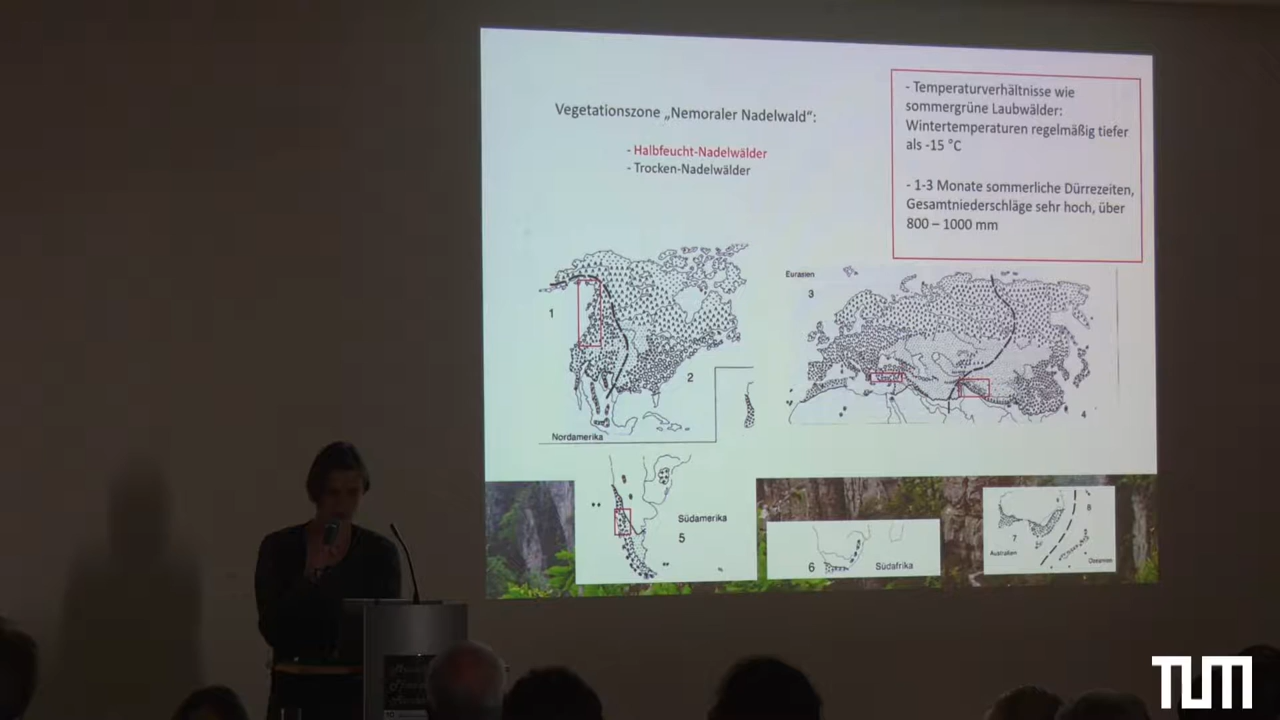 Vegetationszone „Nemoraler Nadelwald“:
- Halbfeucht-Nadelwälder
- Trocken-Nadelwälder
- Temperaturverhältnisse wie
sommergrüne Laubwälder:
Wintertemperaturen regelmäßig tiefer
als -15 °C
- 1-3 Monate sommerliche Dürrezeiten,
Gesamtniederschläge sehr hoch, über
800 – 1000 mm
1
2
Nordamerika
Eurasien
3
4
Südamerika
5
6
Südafrika
7
8
Australien
Ozeanien
TUM